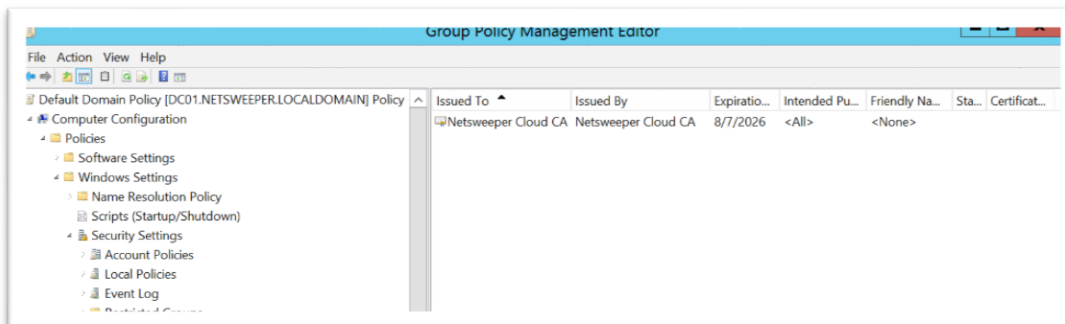 Group Policy Management Editor
File Action View Help
Default Domain Policy [DC01.NETSWEEPER.LOCALDOMAIN] Policy
Computer Configuration
Policies
Software Settings
Windows Settings
Name Resolution Policy
Scripts (Startup/Shutdown)
Security Settings
Account Policies
Local Policies
Event Log
Issued To Issued By Expiratio... Intended Pu... Friendly Na... Sta... Certificat...
Netsweeper Cloud CA Netsweeper Cloud CA 8/7/2026 <All> <None>